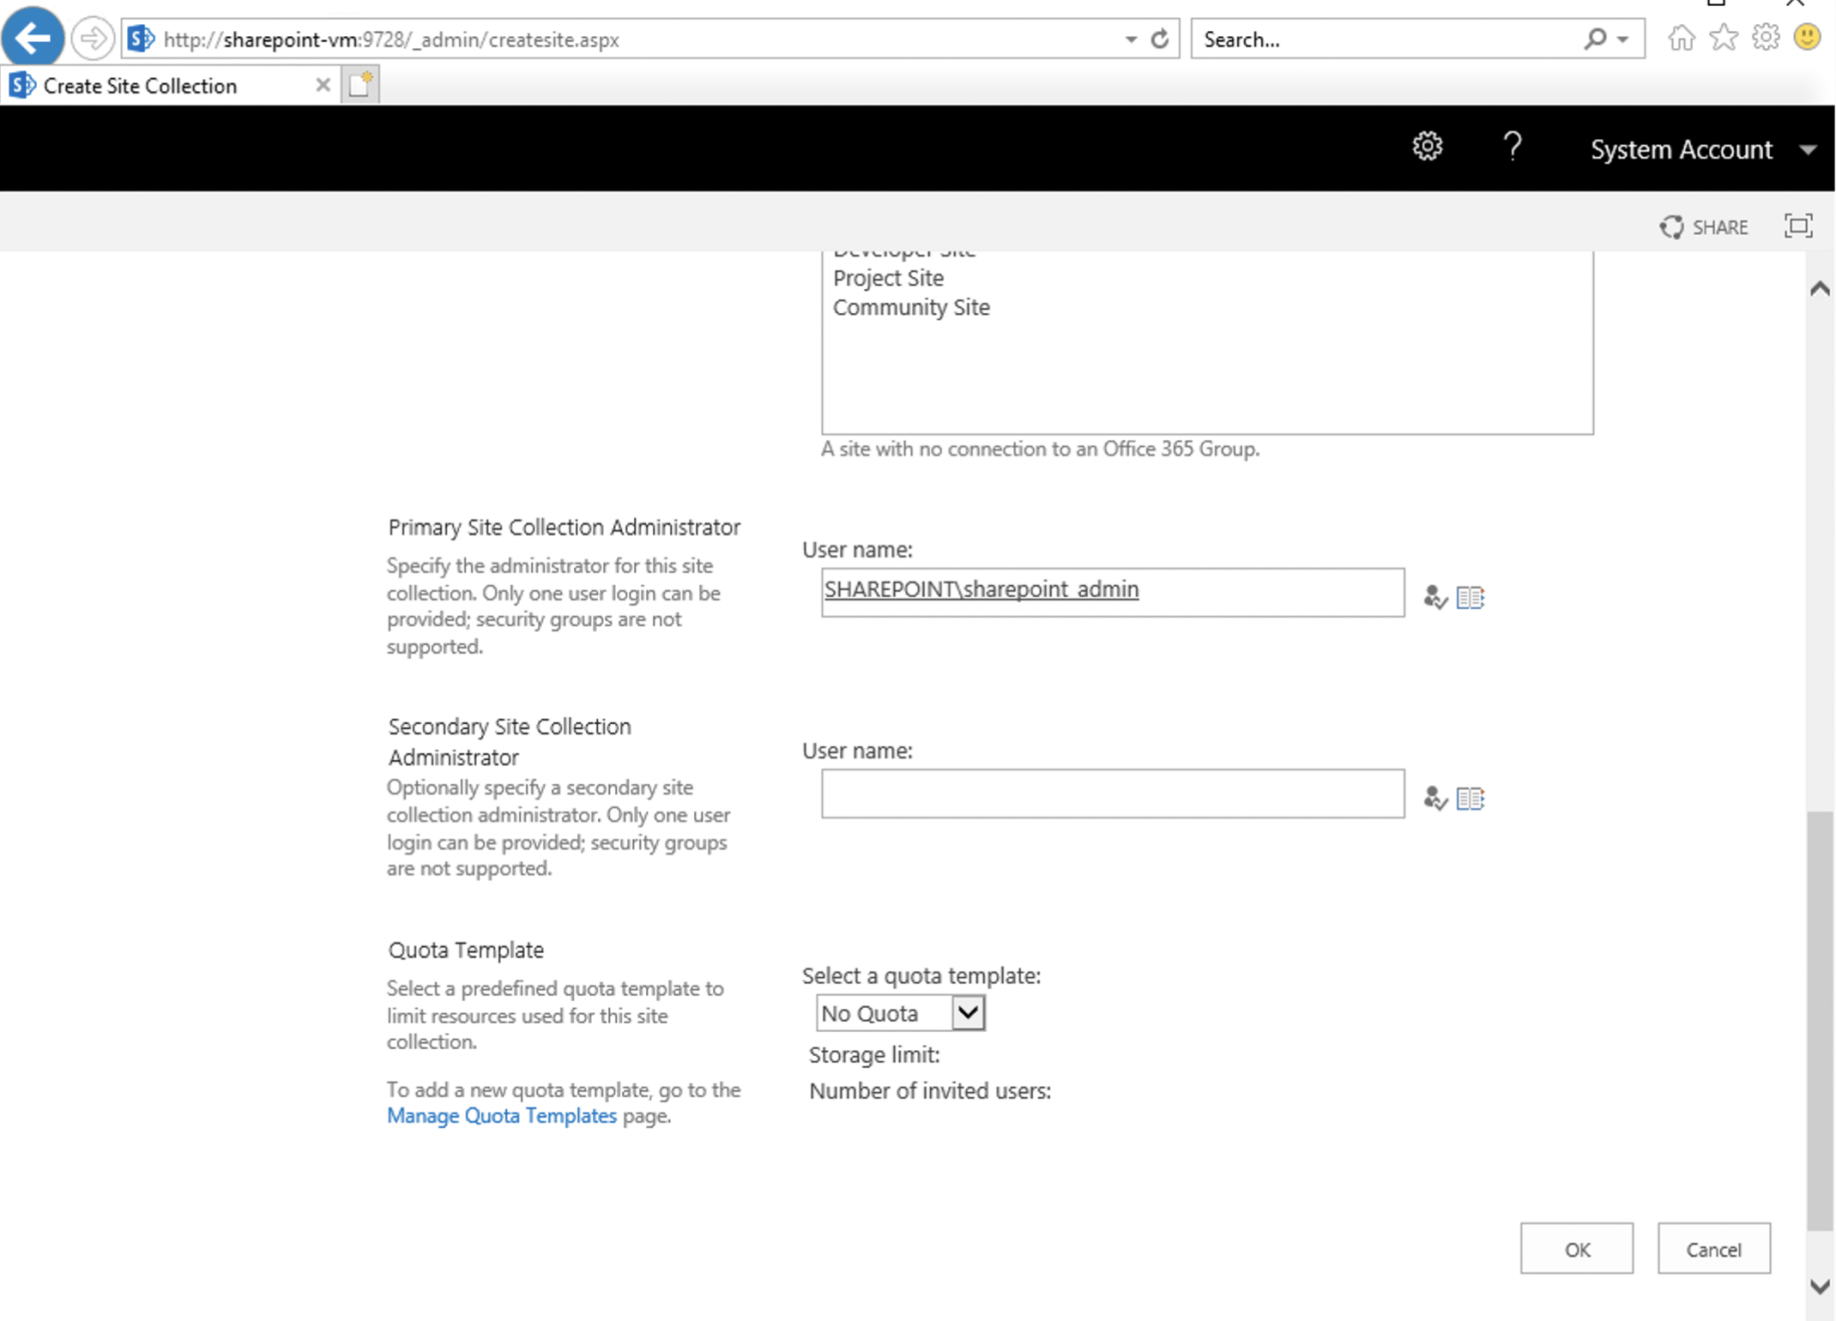 http://sharepoint-vm:9728/_admin/createsite.aspx
Search...
Create Site Collection
? System Account
SHARE
Developer Site
Project Site
Community Site
A site with no connection to an Office 365 Group.
Primary Site Collection Administrator
Specify the administrator for this site
collection. Only one user login can be
provided; security groups are not
supported.
User name:
SHAREPOINT\sharepoint_admin
Secondary Site Collection
Administrator
Optionally specify a secondary site
collection administrator. Only one user
login can be provided; security groups
are not supported.
User name:
Quota Template
Select a predefined quota template to
limit resources used for this site
collection.
To add a new quota template, go to the
Manage Quota Templates page.
Select a quota template:
No Quota
Storage limit:
Number of invited users:
OK
Cancel